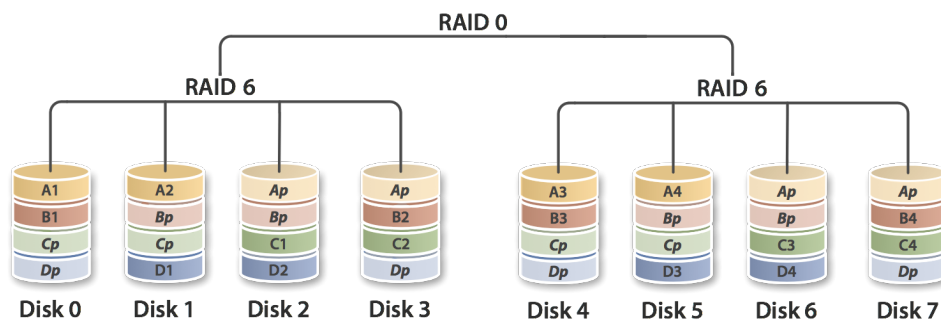 RAID 0
RAID 6 RAID 6
A1 A2 Ap Ap A3 A4 Ap Ap
B1 Bp Bp B2 B3 Bp Bp B4
Cp Cp C1 C2 Cp Cp C3 C4
Dp D1 D2 Dp Dp D3 D4 Dp
Disk 0 Disk 1 Disk 2 Disk 3 Disk 4 Disk 5 Disk 6 Disk 7